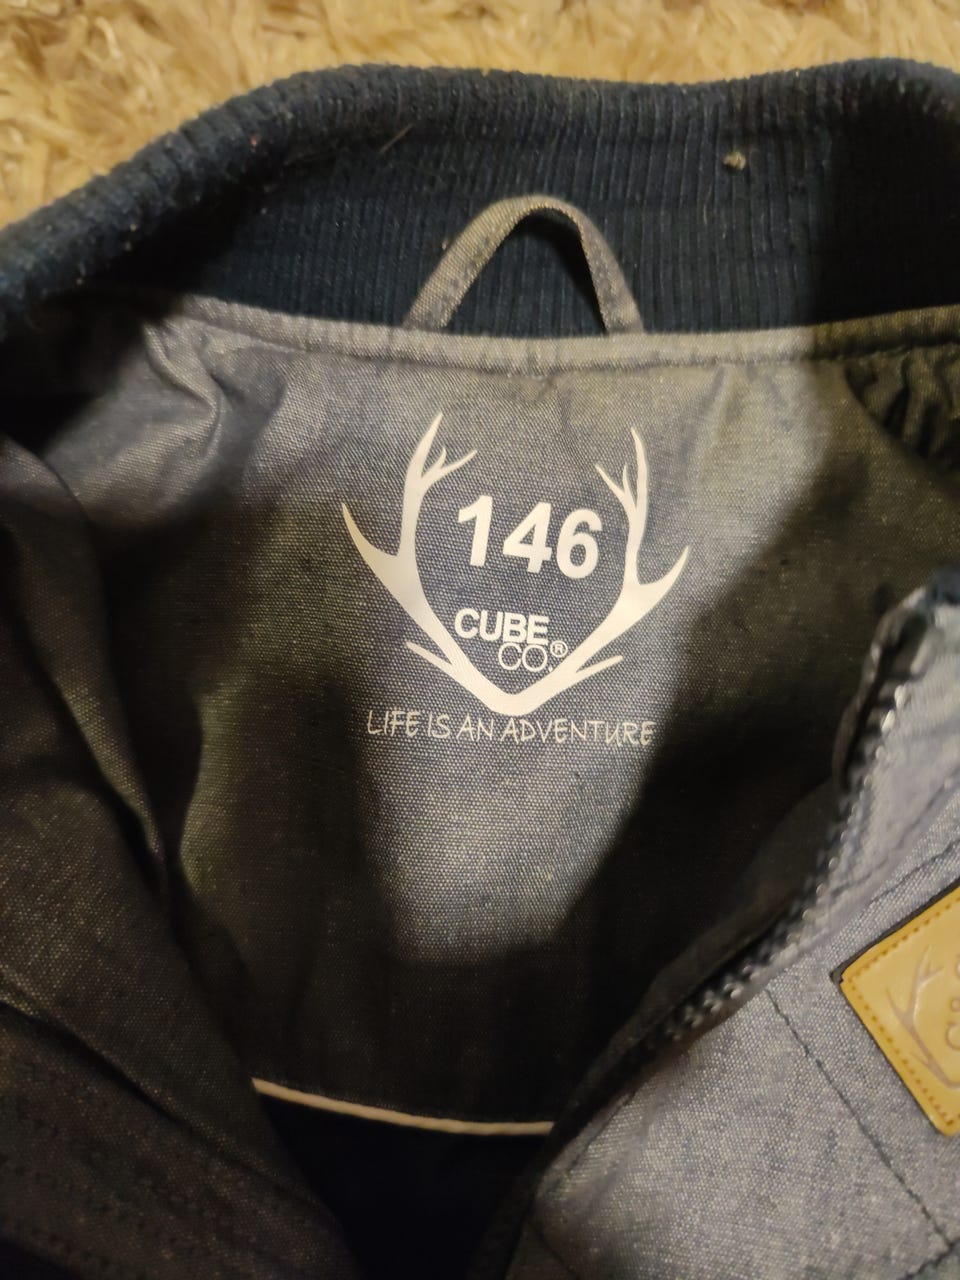 146
CUBE
CO.®
LIFE IS AN ADVENTURE